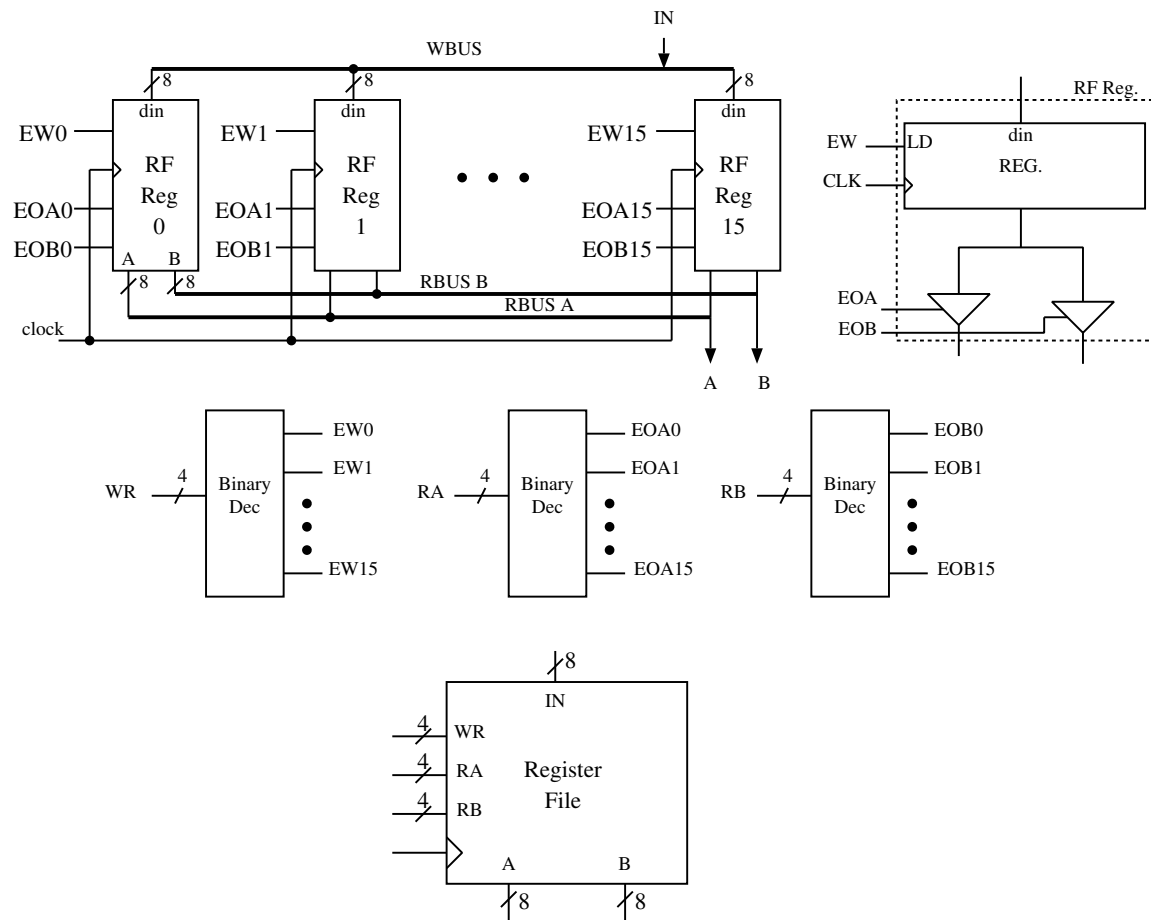 IN
WBUS
8
8
8
din
din
din
EW0
EW1
EW15
RF
Reg
0
RF
Reg
1
RF
Reg
15
EOA0
EOA1
EOA15
EOB0
EOB1
EOB15
A
B
8
8
RBUS B
RBUS A
clock
A
B
RF Reg.
din
EW
LD
REG.
CLK
EOA
EOB
WR
4
Binary
Dec
EW0
EW1
EW15
RA
4
Binary
Dec
EOA0
EOA1
EOA15
RB
4
Binary
Dec
EOB0
EOB1
EOB15
8
IN
4
WR
4
RA
4
RB
Register
File
A
B
8
8